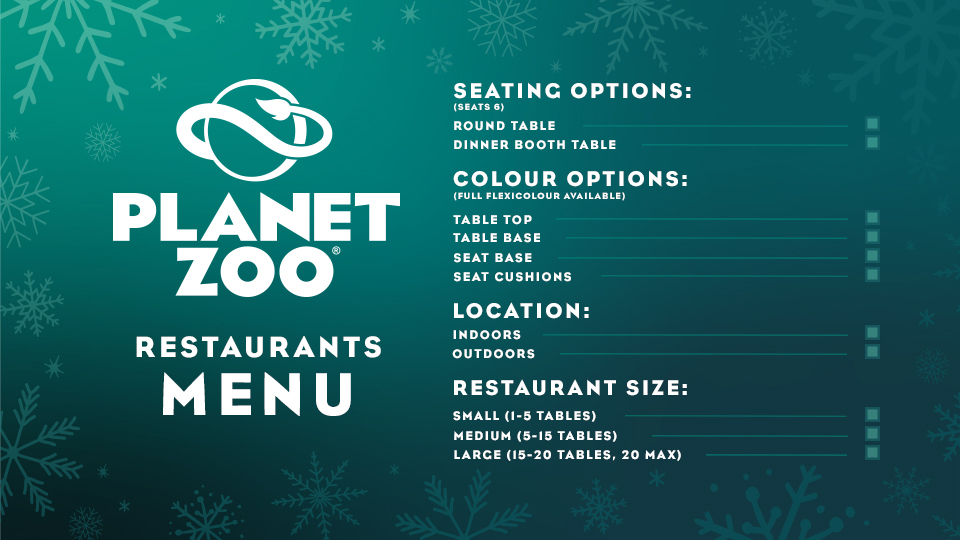 PLANET
ZOO®
RESTAURANTS
MENU
SEATING OPTIONS:
(SEATS 6)
ROUND TABLE
DINNER BOOTH TABLE
COLOUR OPTIONS:
(FULL FLEXICOLOUR AVAILABLE)
TABLE TOP
TABLE BASE
SEAT BASE
SEAT CUSHIONS
LOCATION:
INDOORS
OUTDOORS
RESTAURANT SIZE:
SMALL (1-5 TABLES)
MEDIUM (5-15 TABLES)
LARGE (15-20 TABLES, 20 MAX)